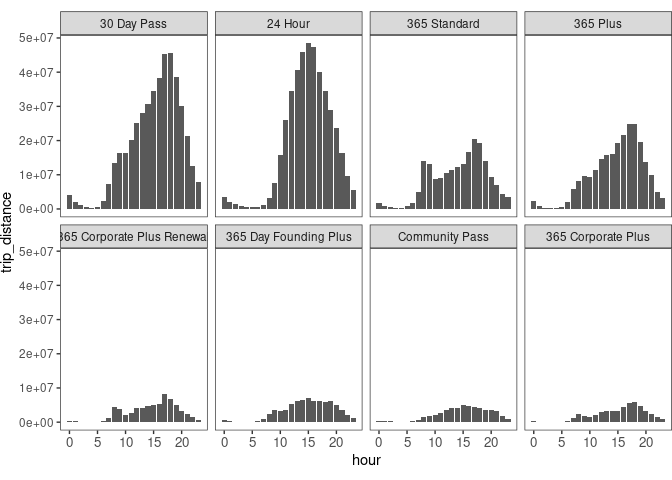 30 Day Pass 24 Hour 365 Standard 365 Plus
5e+07
4e+07
3e+07
2e+07
1e+07
0e+00
365 Corporate Plus Renewa 365 Day Founding Plus Community Pass 365 Corporate Plus
5e+07
4e+07
3e+07
2e+07
1e+07
0e+00
0 5 10 15 20 0 5 10 15 20 0 5 10 15 20 0 5 10 15 20
hour
trip_distance